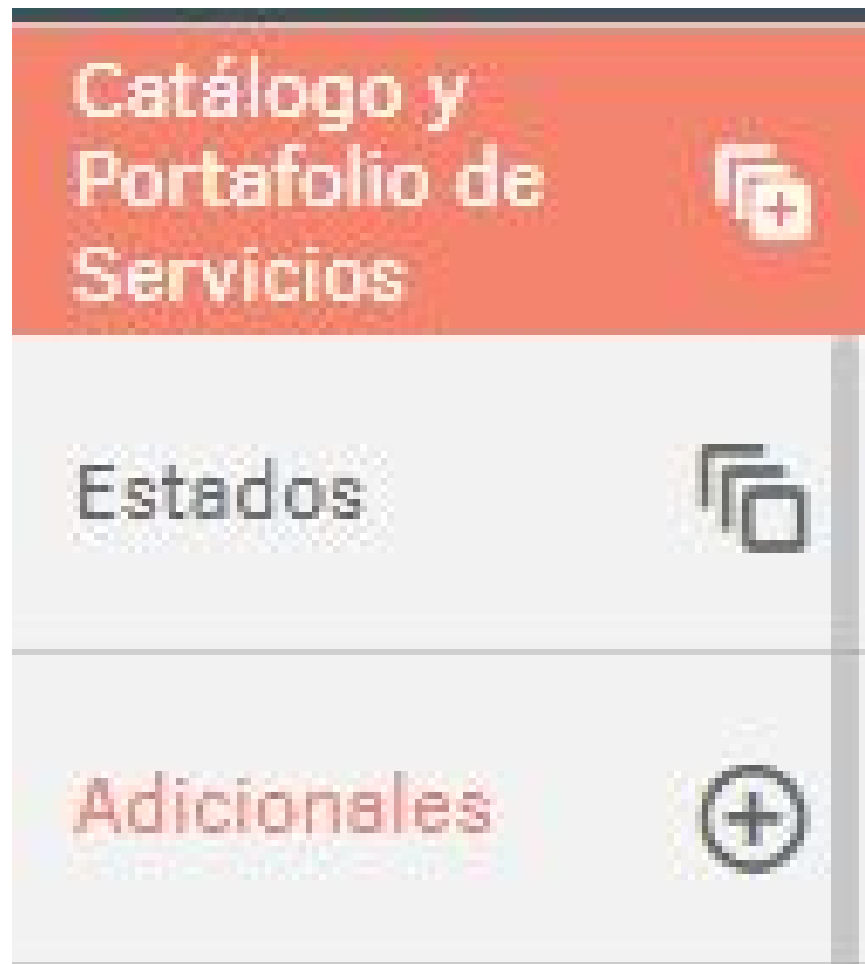 Catálogo y
Portafolio de
Servicios
Estados
Adicionales